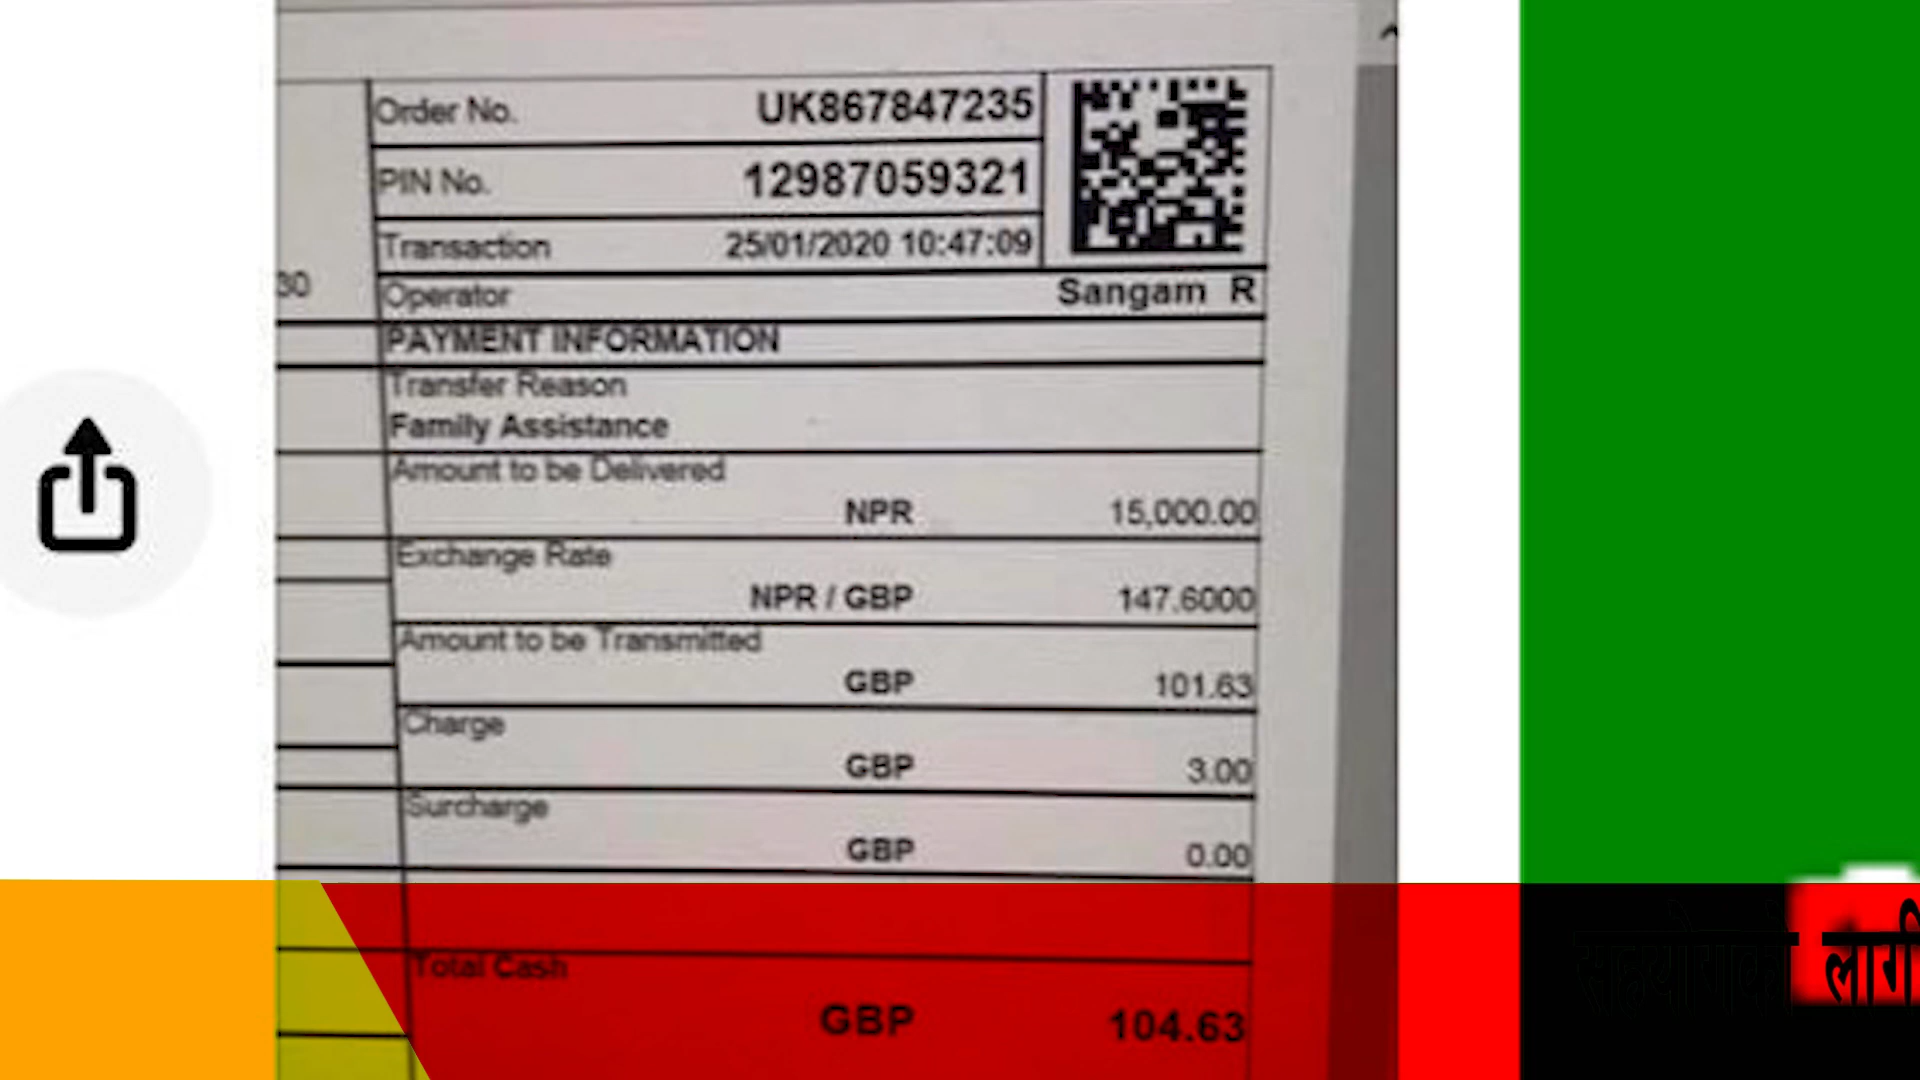 Order No. UK867847235
PIN No. 12987059321
Transaction 25/01/2020 10:47:09
30
Operator Sangam R
PAYMENT INFORMATION
Transfer Reason
Family Assistance
Amount to be Delivered
NPR 15,000.00
Exchange Rate
NPR / GBP 147.6000
Amount to be Transmitted
GBP 101.63
Charge
GBP 3.00
Surcharge
GBP 0.00
Total Cash
GBP 104.63
सहयोगको लागि